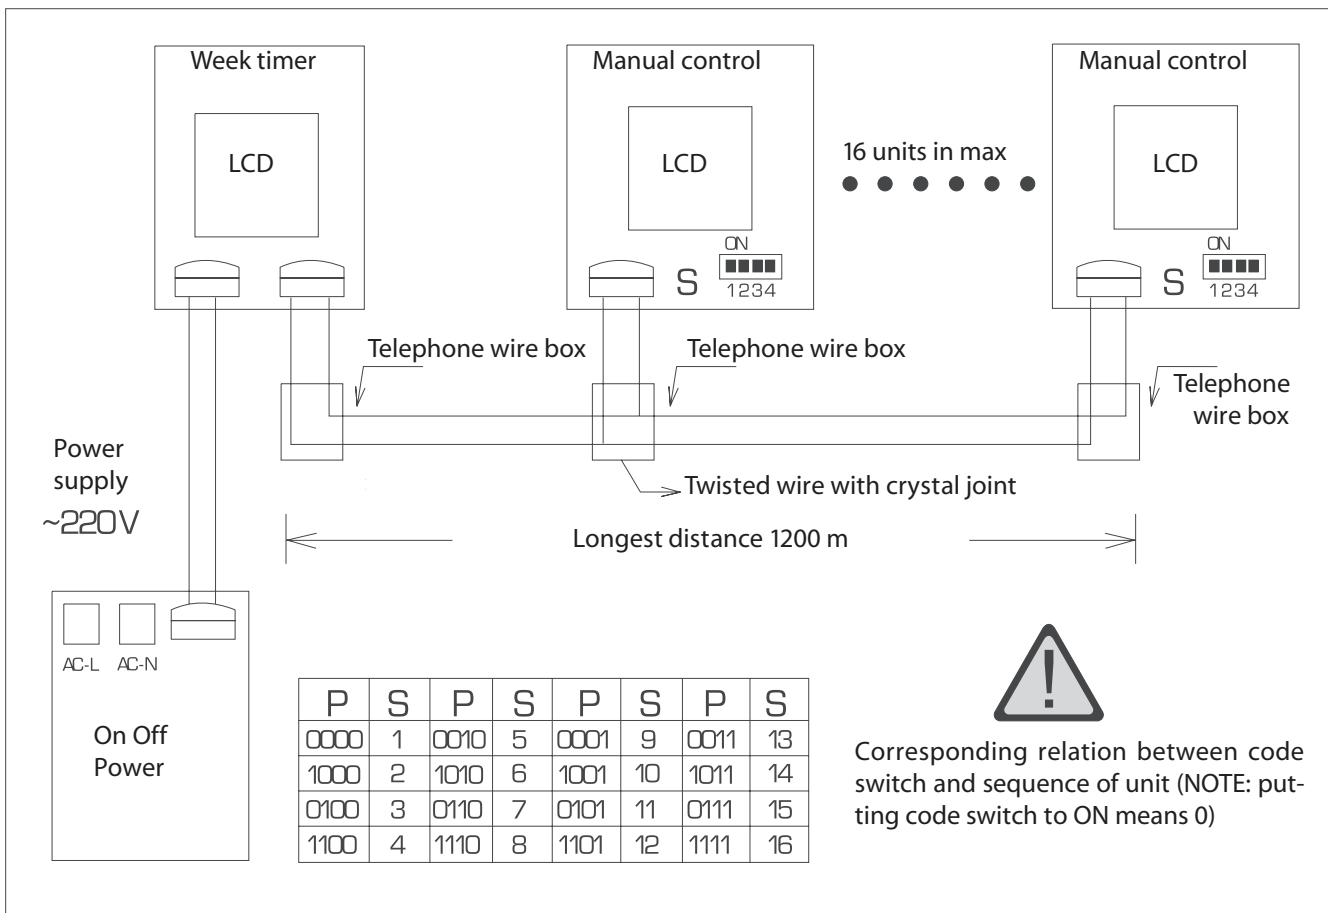 Week timer
LCD
Manual control
LCD
ON
S
1234
16 units in max
Manual control
LCD
ON
S
1234
Telephone wire box
Telephone wire box
Telephone
wire box
Twisted wire with crystal joint
Longest distance 1200 m
Power
supply
~220V
AC-L AC-N
On Off
Power
P S P S P S P S
0000 1 0010 5 0001 9 0011 13
1000 2 1010 6 1001 10 1011 14
0100 3 0110 7 0101 11 0111 15
1100 4 1110 8 1101 12 1111 16
!
Corresponding relation between code
switch and sequence of unit (NOTE: put-
ting code switch to ON means 0)